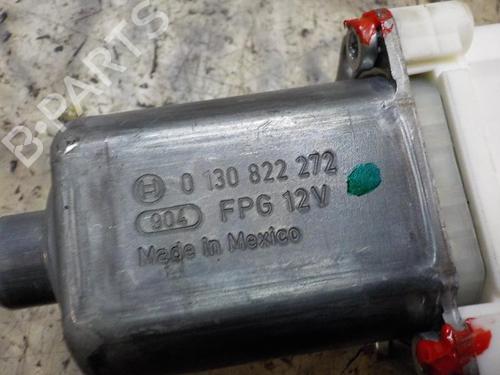 B-PARTS
H 0 130 822 272
904 FPG 12V
Made in Mexico